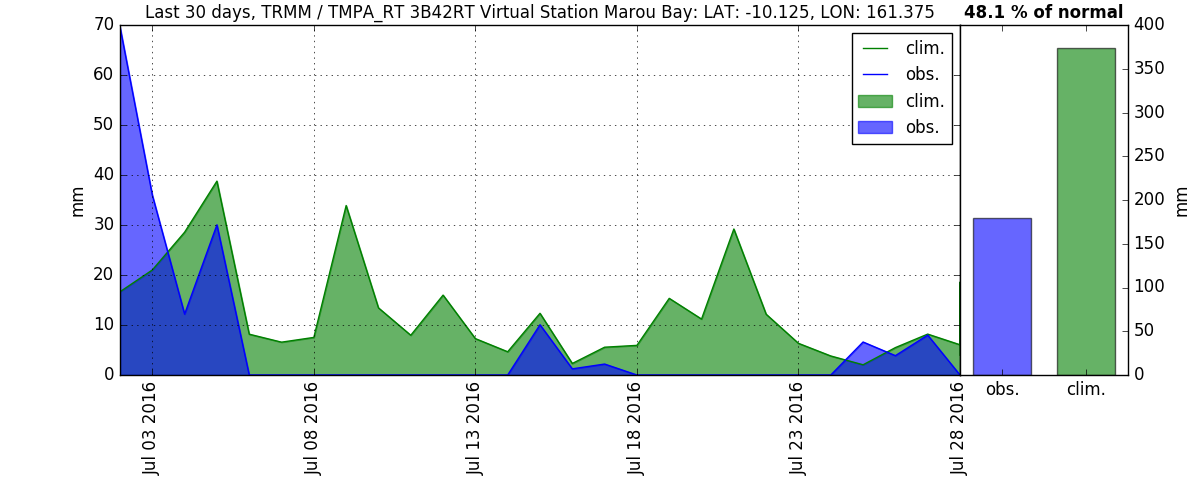 Last 30 days, TRMM / TMPA_RT 3B42RT Virtual Station Marou Bay: LAT: -10.125, LON: 161.375
48.1 % of normal
70
60
50
40
30
20
10
0
mm
clim.
obs.
clim.
obs.
Jul 03 2016
Jul 08 2016
Jul 13 2016
Jul 18 2016
Jul 23 2016
Jul 28 2016
obs.
clim.
400
350
300
250
200
150
100
50
0
mm